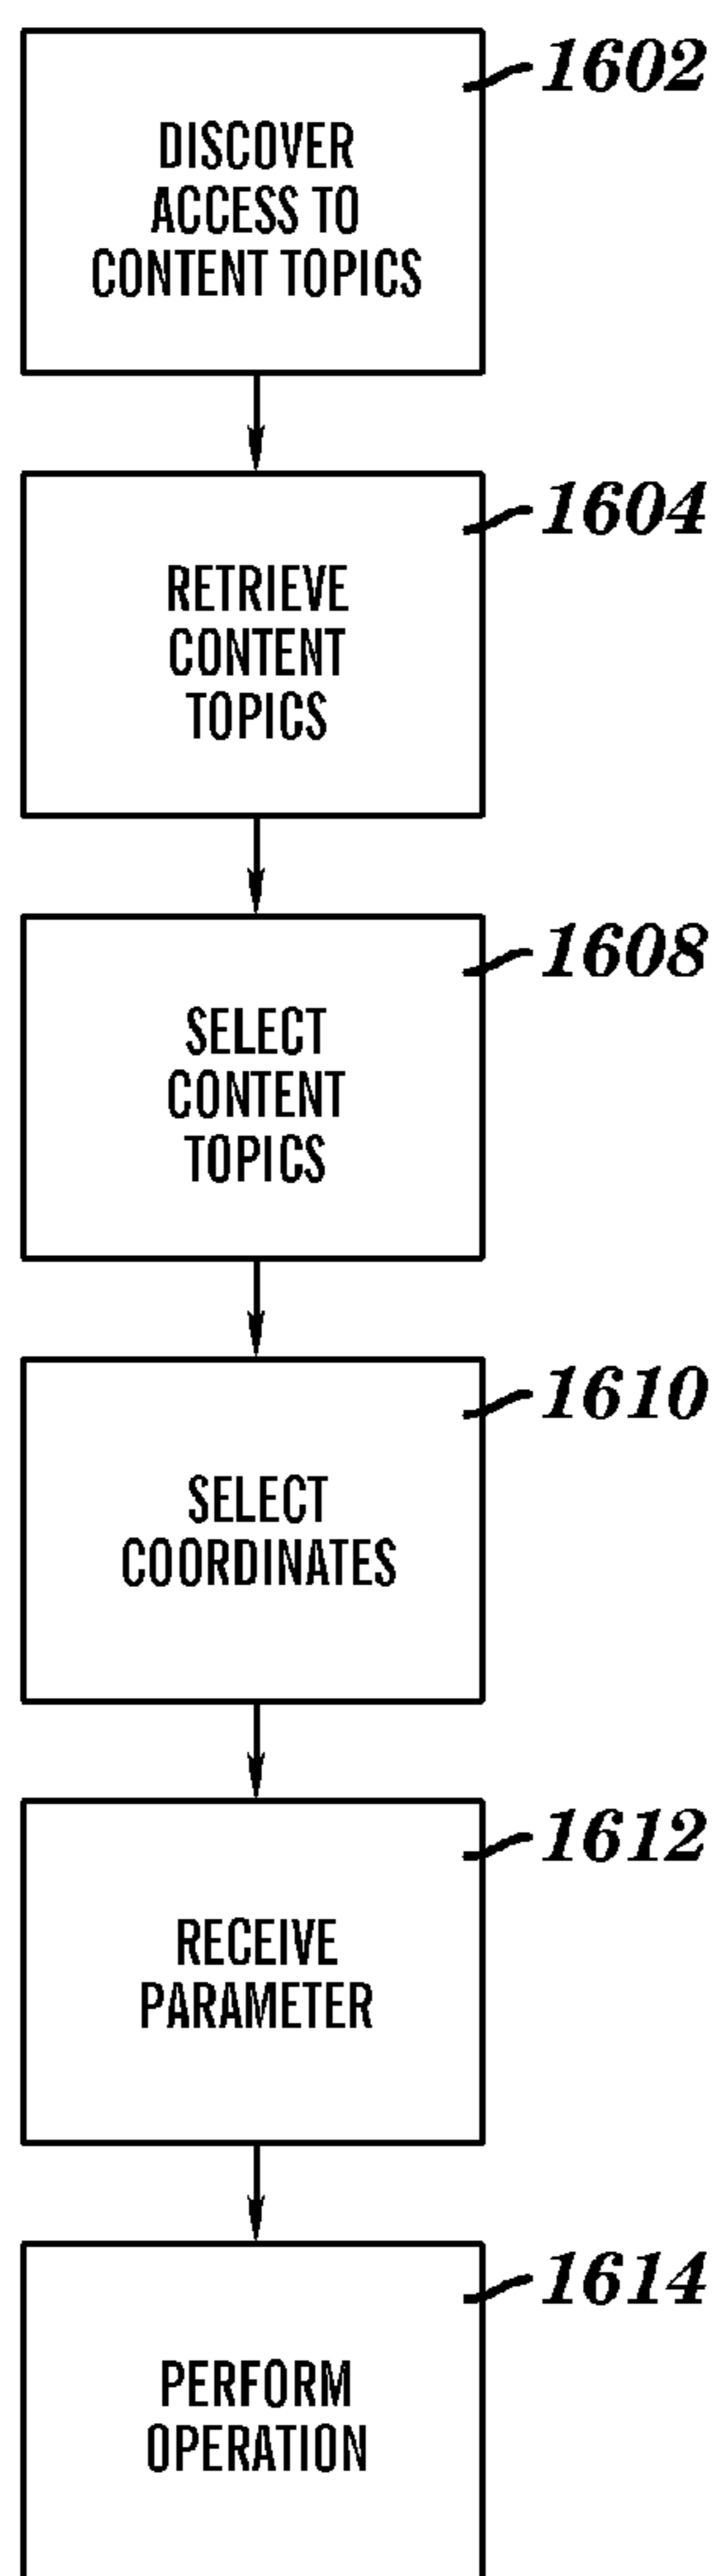 1602
DISCOVER
ACCESS TO
CONTENT TOPICS
1604
RETRIEVE
CONTENT
TOPICS
1608
SELECT
CONTENT
TOPICS
1610
SELECT
COORDINATES
1612
RECEIVE
PARAMETER
1614
PERFORM
OPERATION